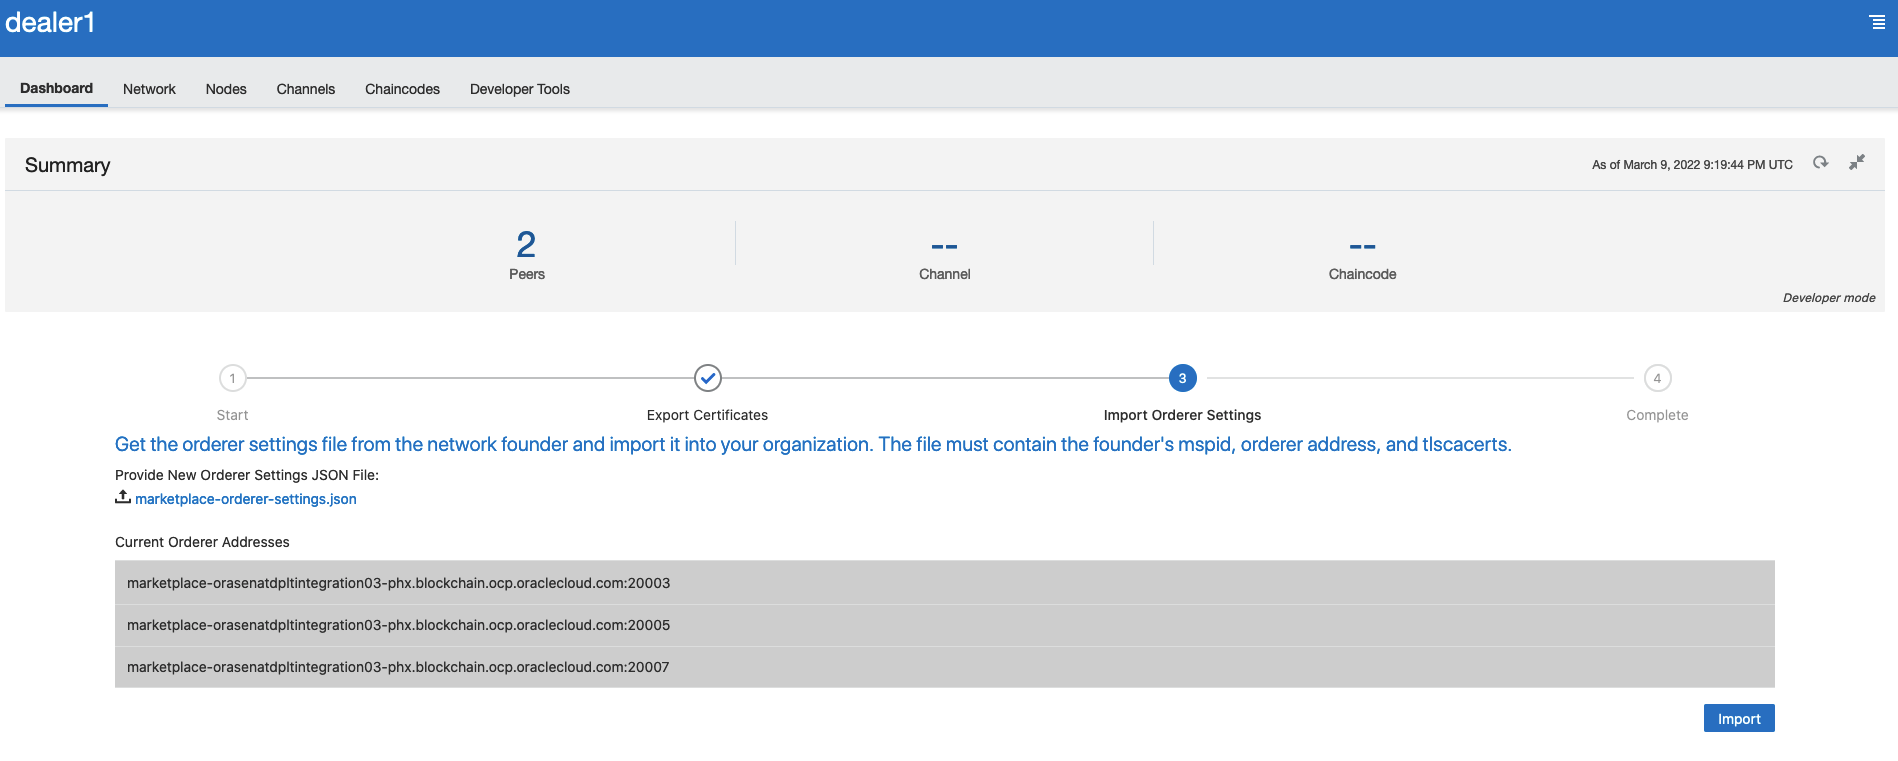 dealer1
Dashboard Network Nodes Channels Chaincodes Developer Tools
Summary As of March 9, 2022 9:19:44 PM UTC
2 -- --
Peers Channel Chaincode
Developer mode
1 3 4
Start Export Certificates Import Orderer Settings Complete
Get the orderer settings file from the network founder and import it into your organization. The file must contain the founder's mspid, orderer address, and tlscacerts.
Provide New Orderer Settings JSON File:
marketplace-orderer-settings.json
Current Orderer Addresses
marketplace-orasenatdpltintegration03-phx.blockchain.ocp.oraclecloud.com:20003
marketplace-orasenatdpltintegration03-phx.blockchain.ocp.oraclecloud.com:20005
marketplace-orasenatdpltintegration03-phx.blockchain.ocp.oraclecloud.com:20007
Import